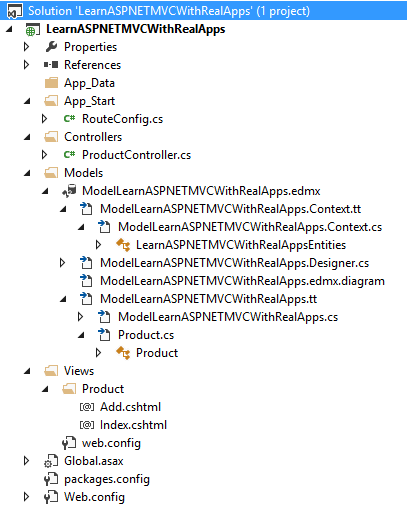 Solution 'LearnASPNETMVCWithRealApps' (1 project)
LearnASPNETMVCWithRealApps
Properties
References
App_Data
App_Start
C# RouteConfig.cs
Controllers
C# ProductController.cs
Models
ModelLearnASPNETMVCWithRealApps.edmx
ModelLearnASPNETMVCWithRealApps.Context.tt
ModelLearnASPNETMVCWithRealApps.Context.cs
LearnASPNETMVCWithRealAppsEntities
ModelLearnASPNETMVCWithRealApps.Designer.cs
ModelLearnASPNETMVCWithRealApps.edmx.diagram
ModelLearnASPNETMVCWithRealApps.tt
ModelLearnASPNETMVCWithRealApps.cs
Product.cs
Product
Views
Product
[@] Add.cshtml
[@] Index.cshtml
web.config
Global.asax
packages.config
Web.config